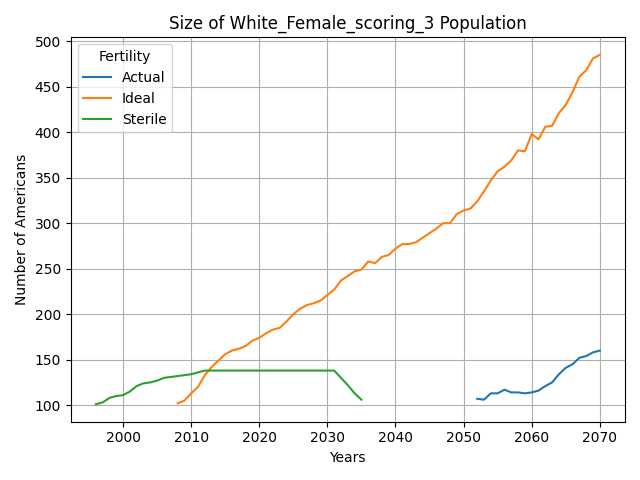 Size of White_Female_scoring_3 Population
Fertility
Actual
Ideal
Sterile
Number of Americans
500
450
400
350
300
250
200
150
100
2000 2010 2020 2030 2040 2050 2060 2070
Years